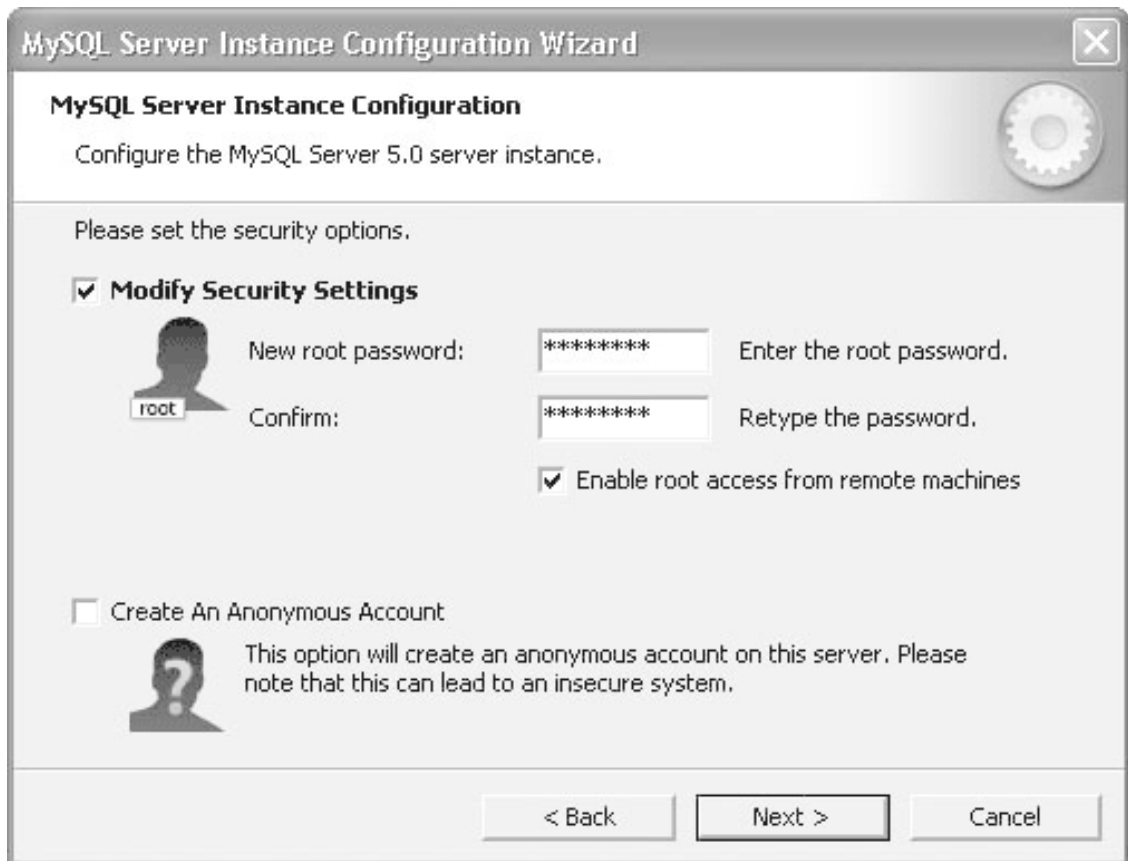 MySQL Server Instance Configuration Wizard
MySQL Server Instance Configuration
Configure the MySQL Server 5.0 server instance.
Please set the security options.
Modify Security Settings
root
New root password: ******** Enter the root password.
Confirm: ******** Retype the password.
Enable root access from remote machines
Create An Anonymous Account
?
This option will create an anonymous account on this server. Please
note that this can lead to an insecure system.
< Back Next > Cancel